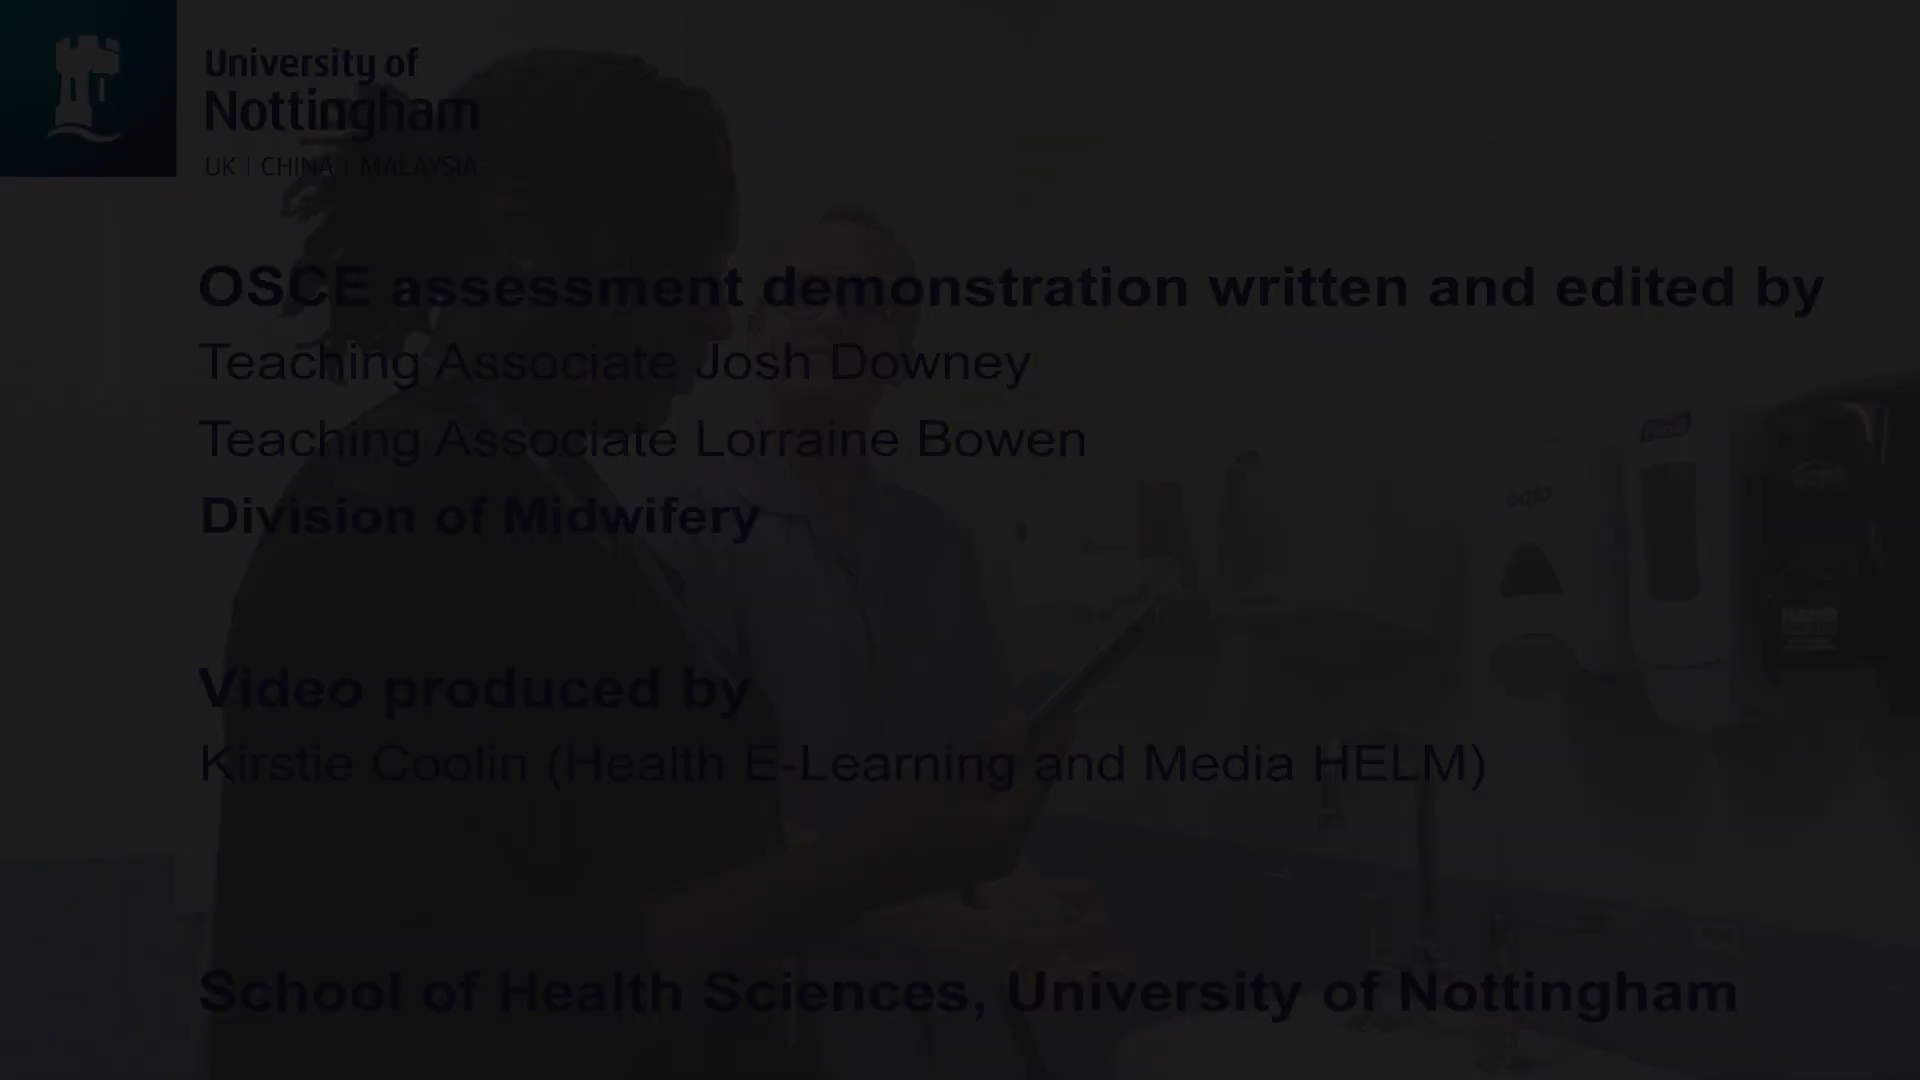 University of
Nottingham
UK | CHINA | MALAYSIA
OSCE assessment demonstration written and edited by
Teaching Associate Josh Downey
Teaching Associate Lorraine Bowen
Division of Midwifery
Video produced by
Kirstie Coolin (Health E-Learning and Media HELM)
School of Health Sciences, University of Nottingham